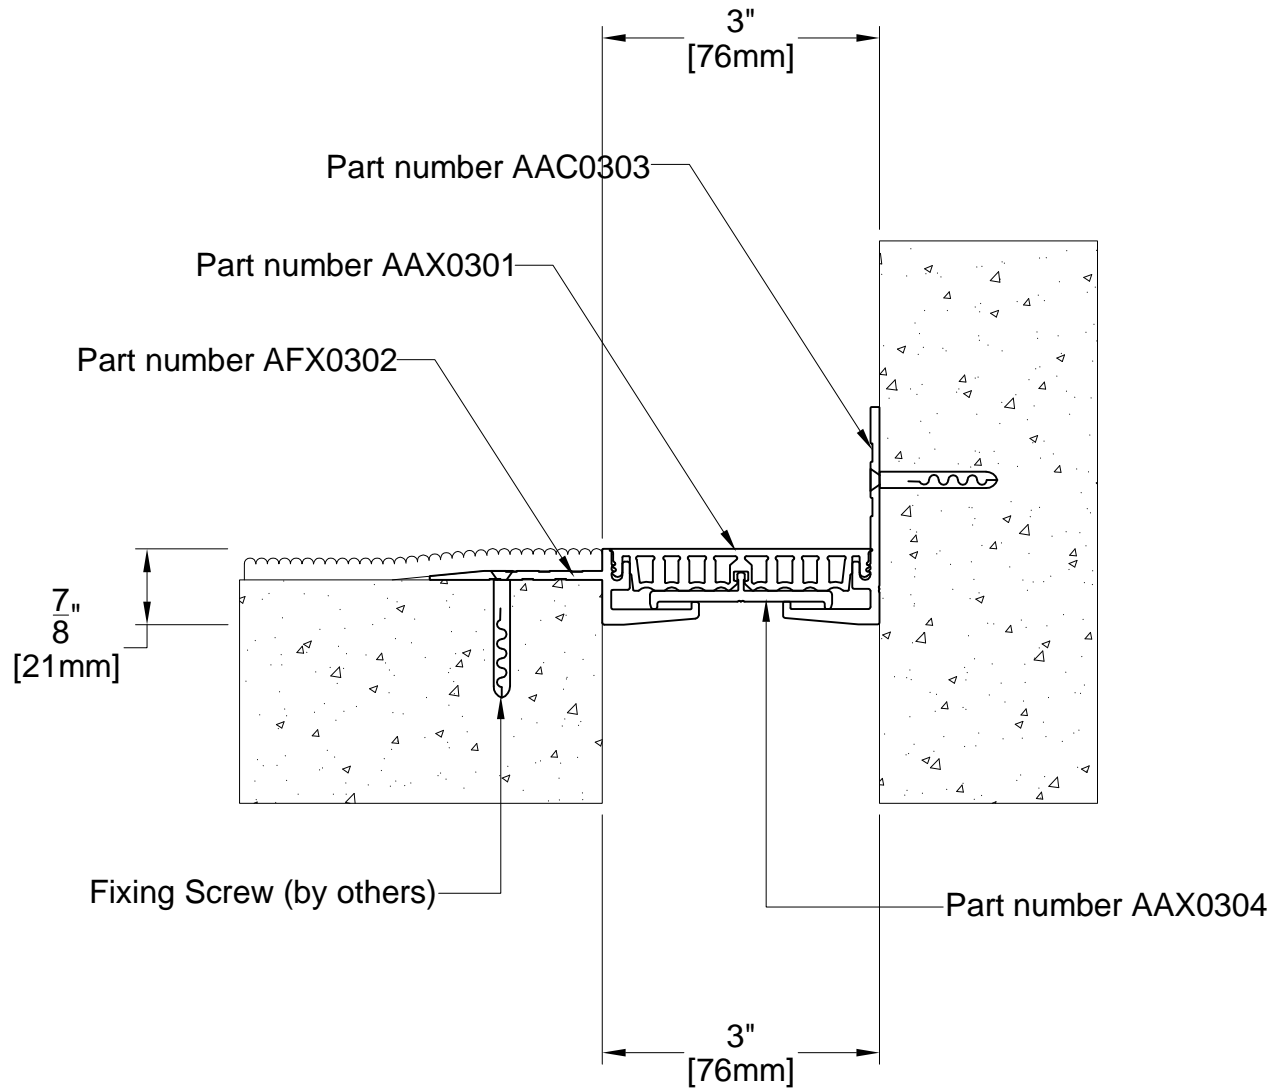 3"
[76mm]
Part number AAC0303
Part number AAX0301
Part number AFX0302
7/8"
[21mm]
Fixing Screw (by others)
Part number AAX0304
3"
[76mm]